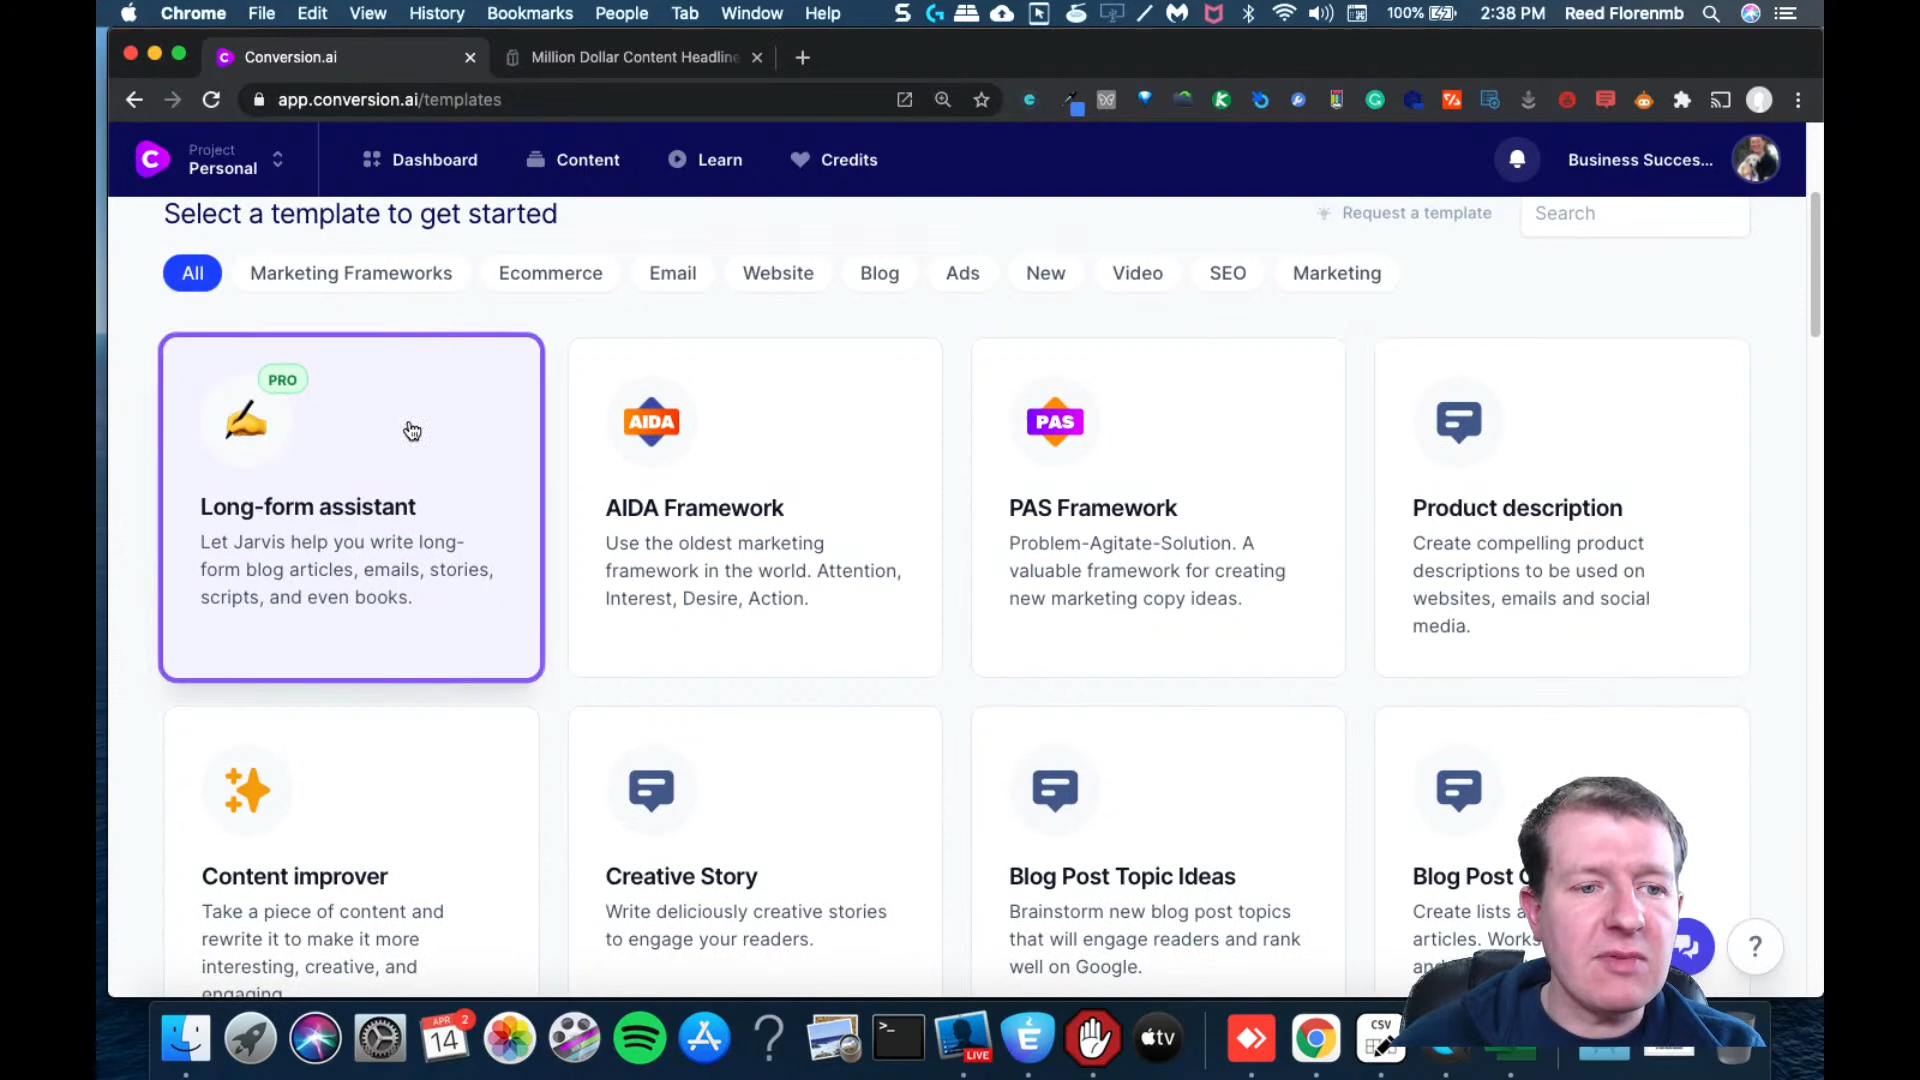 Chrome File Edit View History Bookmarks People Tab Window Help 100% 2:38 PM Reed Florenmb
Conversion.ai Million Dollar Content Headline
app.conversion.ai/templates
Project
Personal
Dashboard Content Learn Credits Business Succes...
Select a template to get started Request a template Search
All Marketing Frameworks Ecommerce Email Website Blog Ads New Video SEO Marketing
PRO
AIDA
PAS
Long-form assistant
Let Jarvis help you write long-
form blog articles, emails, stories,
scripts, and even books.
AIDA Framework
Use the oldest marketing
framework in the world. Attention,
Interest, Desire, Action.
PAS Framework
Problem-Agitate-Solution. A
valuable framework for creating
new marketing copy ideas.
Product description
Create compelling product
descriptions to be used on
websites, emails and social
media.
Content improver
Take a piece of content and
rewrite it to make it more
interesting, creative, and
engaging.
Creative Story
Write deliciously creative stories
to engage your readers.
Blog Post Topic Ideas
Brainstorm new blog post topics
that will engage readers and rank
well on Google.
Blog Post
Create lists
articles. Works
?
APR 2
14
LIVE
tv
CSV